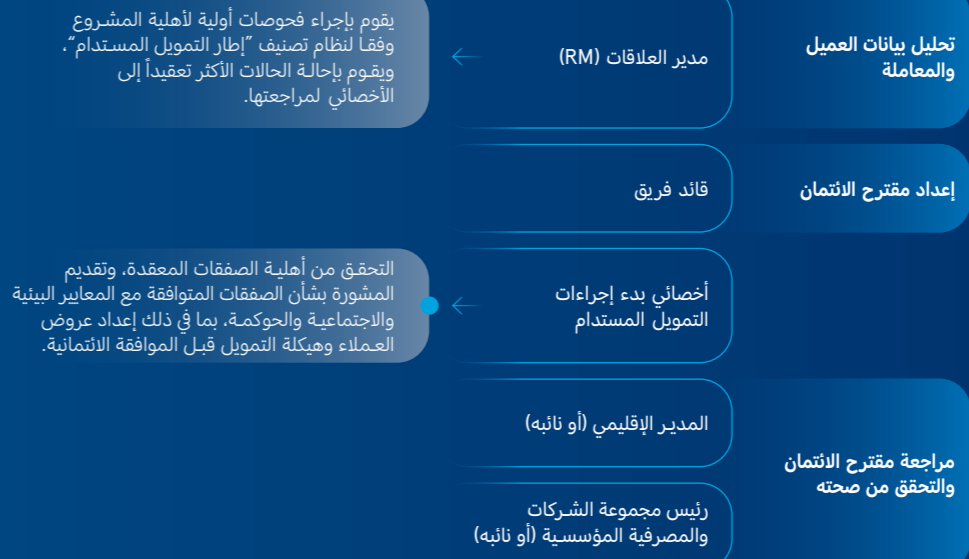 تحليل بيانات العميل
والمعاملة
مدير العلاقات (RM)
يقوم بإجراء فحوصات أولية لأهلية المشروع
وفقا لنظام تصنيف "إطار التمويل المستدام"،
ويقوم بإحالة الحالات الأكثر تعقيداً إلى
الأخصائي لمراجعتها.
إعداد مقترح الائتمان
قائد فريق
أخصائي بدء إجراءات
التمويل المستدام
التحقق من أهلية الصفقات المعقدة، وتقديم
المشورة بشأن الصفقات المتوافقة مع المعايير البيئية
والاجتماعية والحوكمة، بما في ذلك إعداد عروض
العملاء وهيكلة التمويل قبل الموافقة الائتمانية.
مراجعة مقترح الائتمان
والتحقق من صحته
المدير الإقليمي (أو نائبه)
رئيس مجموعة الشركات
والمصرفية المؤسسية (أو نائبه)